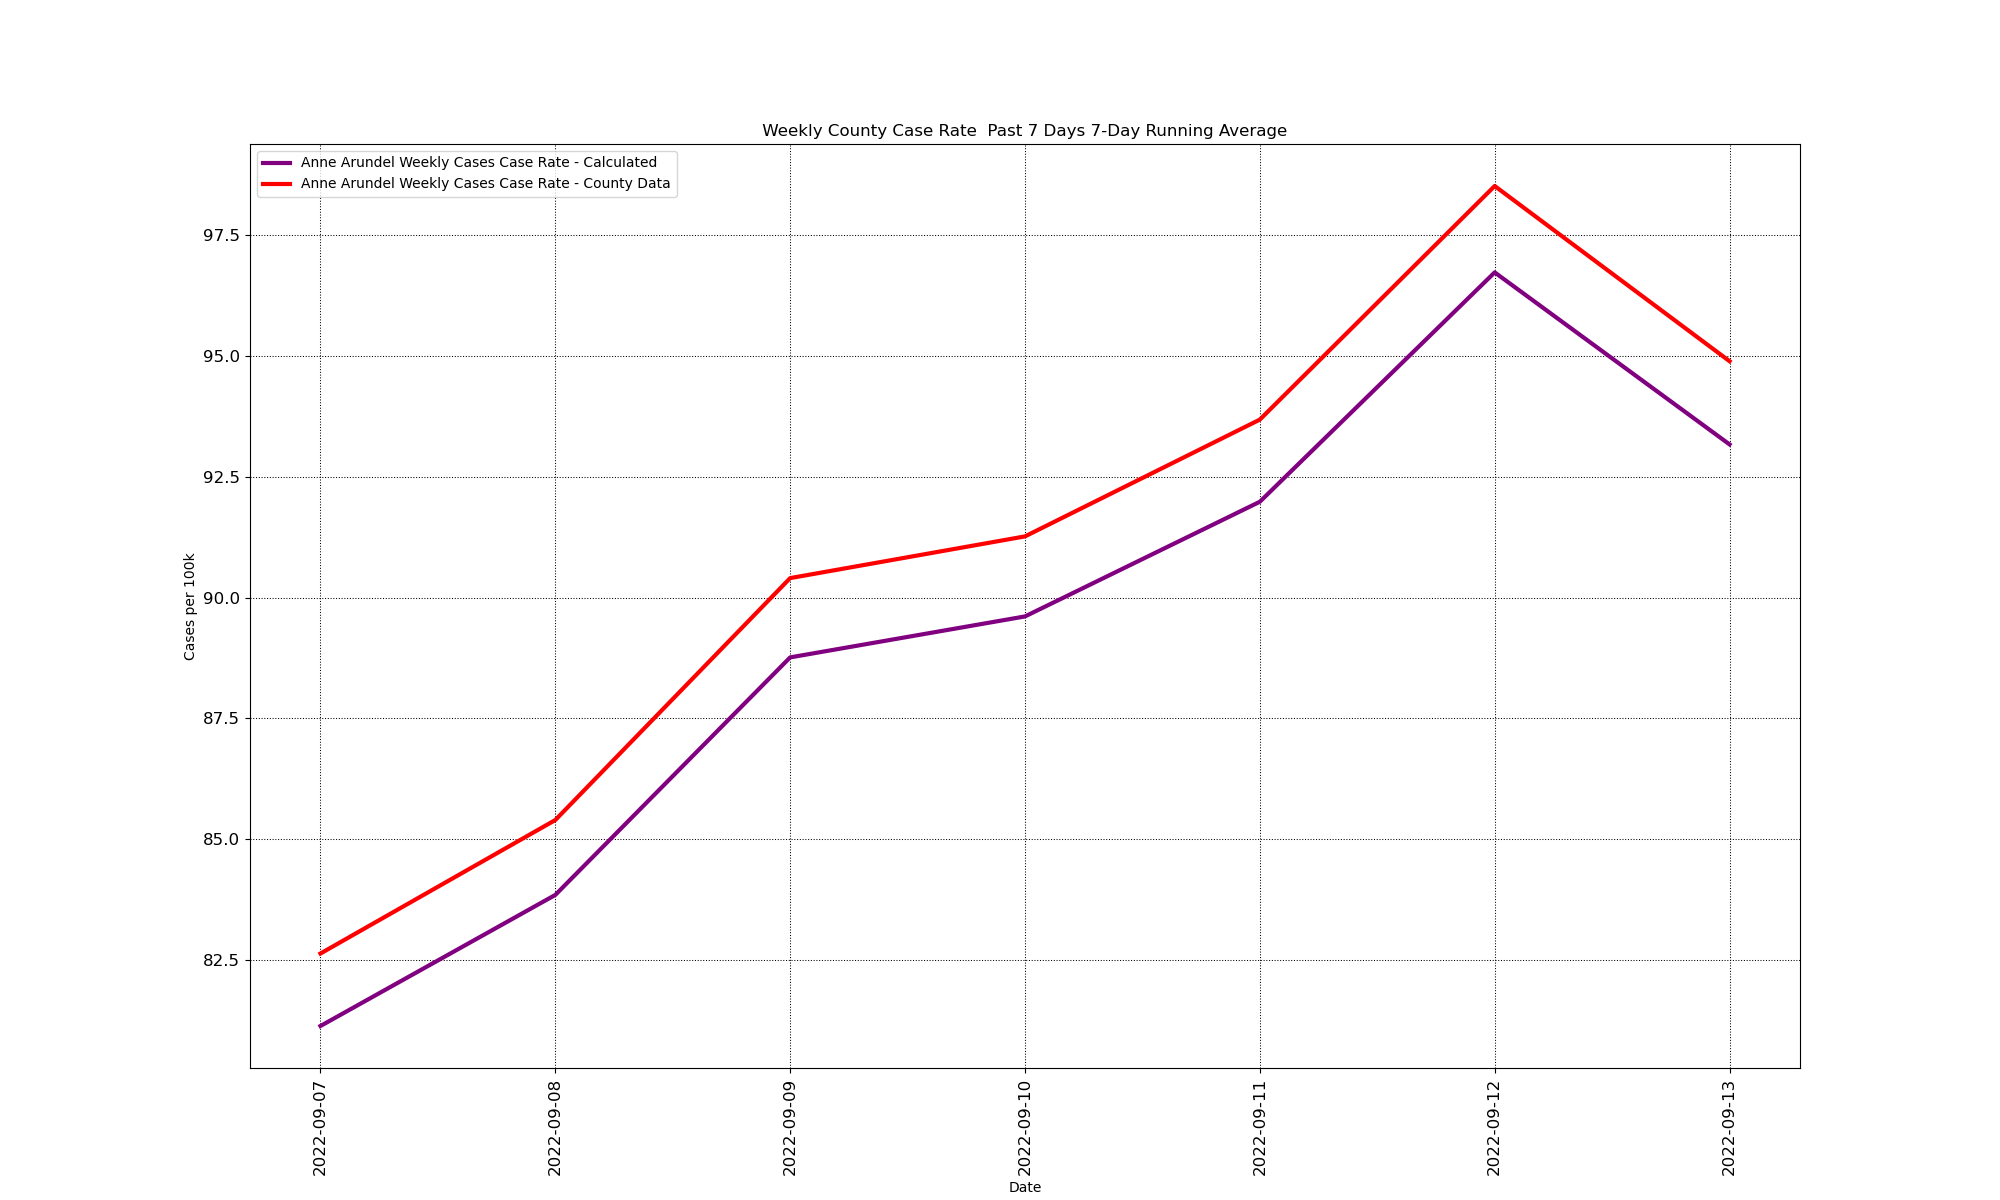 Weekly County Case Rate  Past 7 Days 7-Day Running Average
Anne Arundel Weekly Cases Case Rate - Calculated
Anne Arundel Weekly Cases Case Rate - County Data
97.5
95.0
92.5
90.0
87.5
85.0
82.5
Cases per 100k
2022-09-07
2022-09-08
2022-09-09
2022-09-10
2022-09-11
2022-09-12
2022-09-13
Date